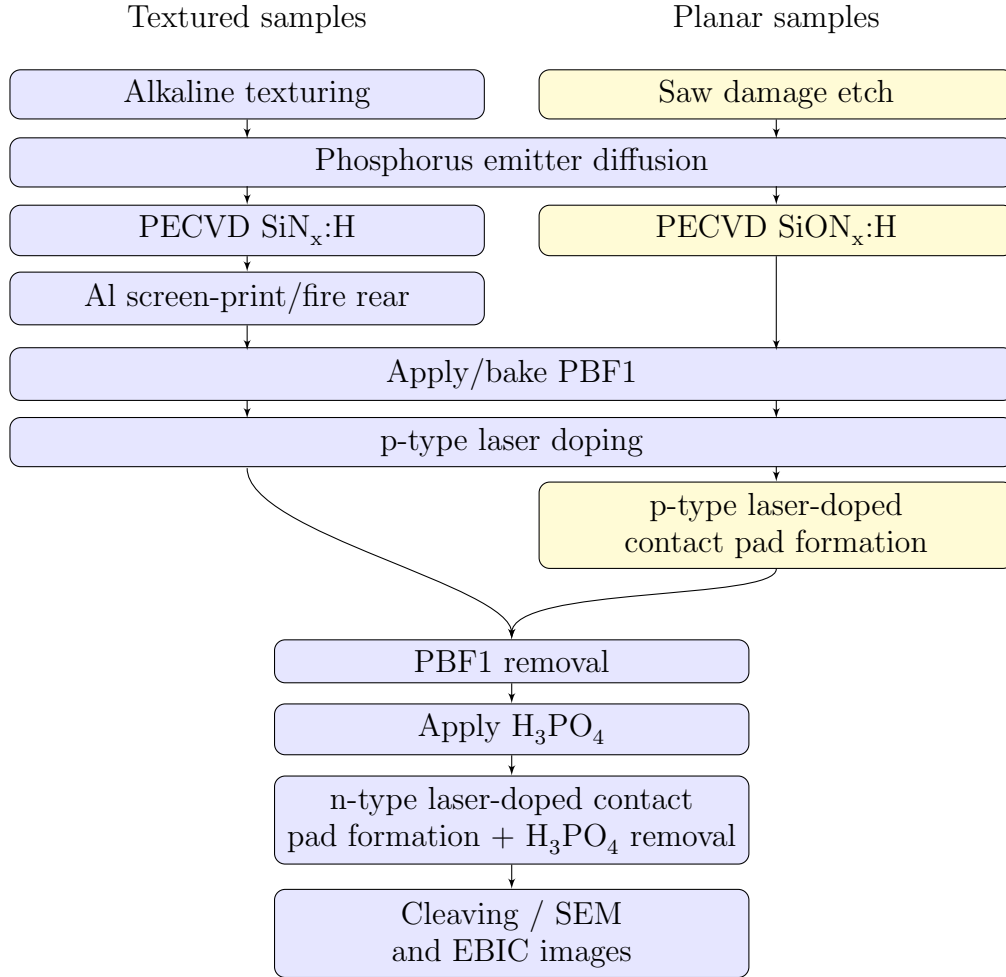 Textured samples
Planar samples
Alkaline texturing
Saw damage etch
Phosphorus emitter diffusion
PECVD SiNₓ:H
PECVD SiONₓ:H
Al screen-print/fire rear
Apply/bake PBF1
p-type laser doping
p-type laser-doped
contact pad formation
PBF1 removal
Apply H₃PO₄
n-type laser-doped contact
pad formation + H₃PO₄ removal
Cleaving / SEM
and EBIC images